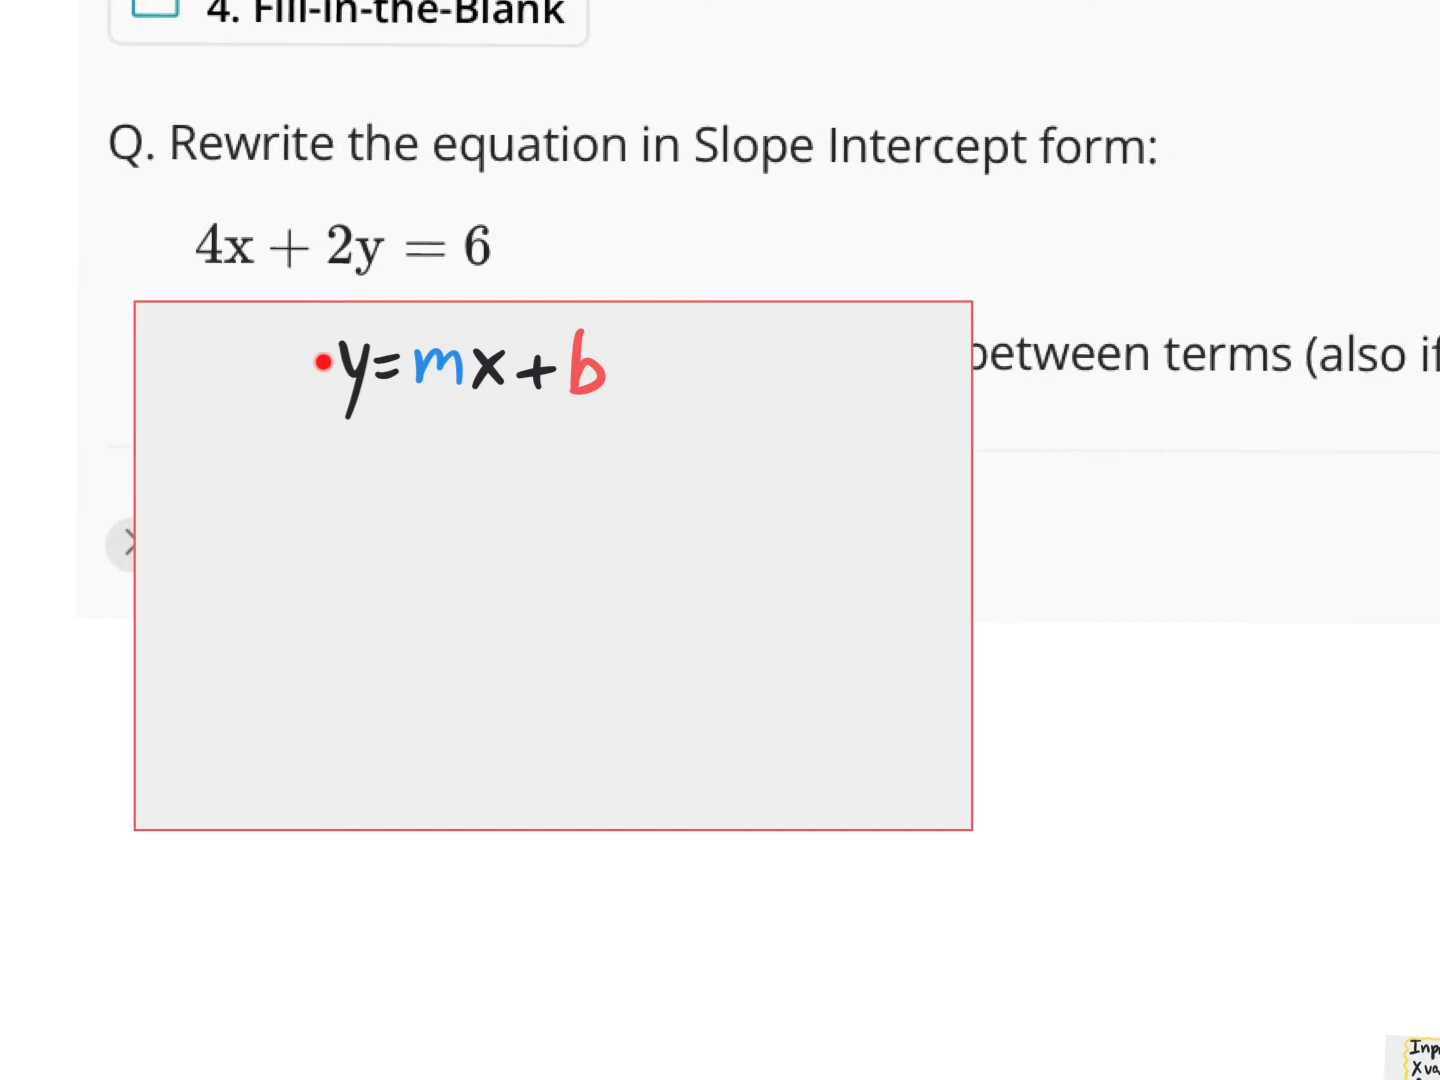 4. Fill-in-the-Blank
Q. Rewrite the equation in Slope Intercept form:
4x + 2y = 6
y=mx+b
between terms (also if